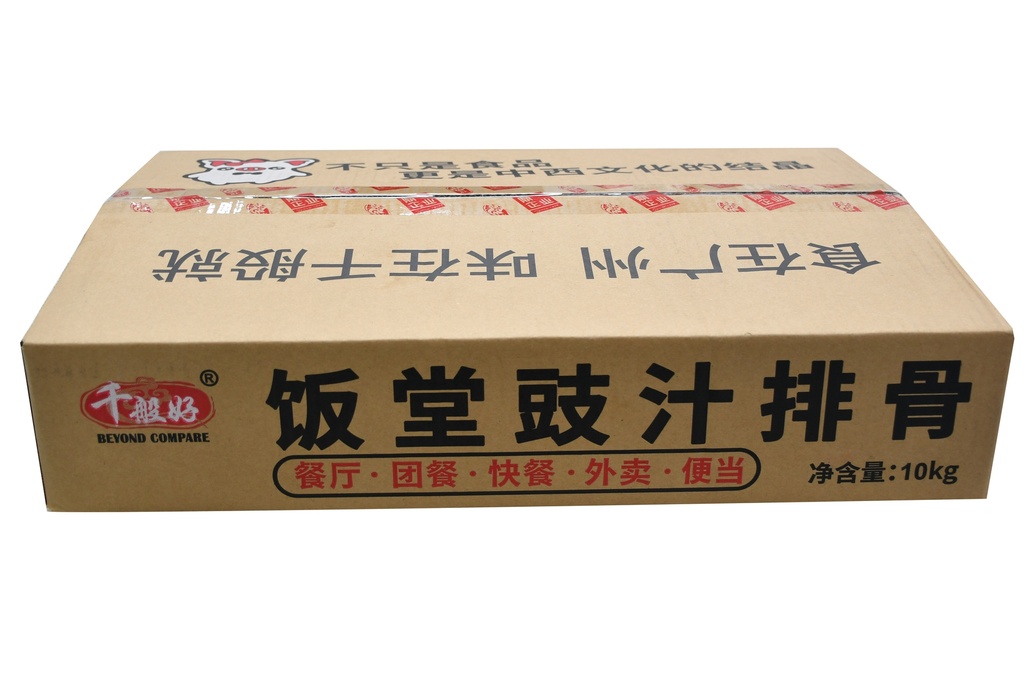 不只是食品
更是中西文化的结晶
食在广州 味在千般就
千般好®
BEYOND COMPARE
饭堂豉汁排骨
餐厅·团餐·快餐·外卖·便当
净含量:10kg